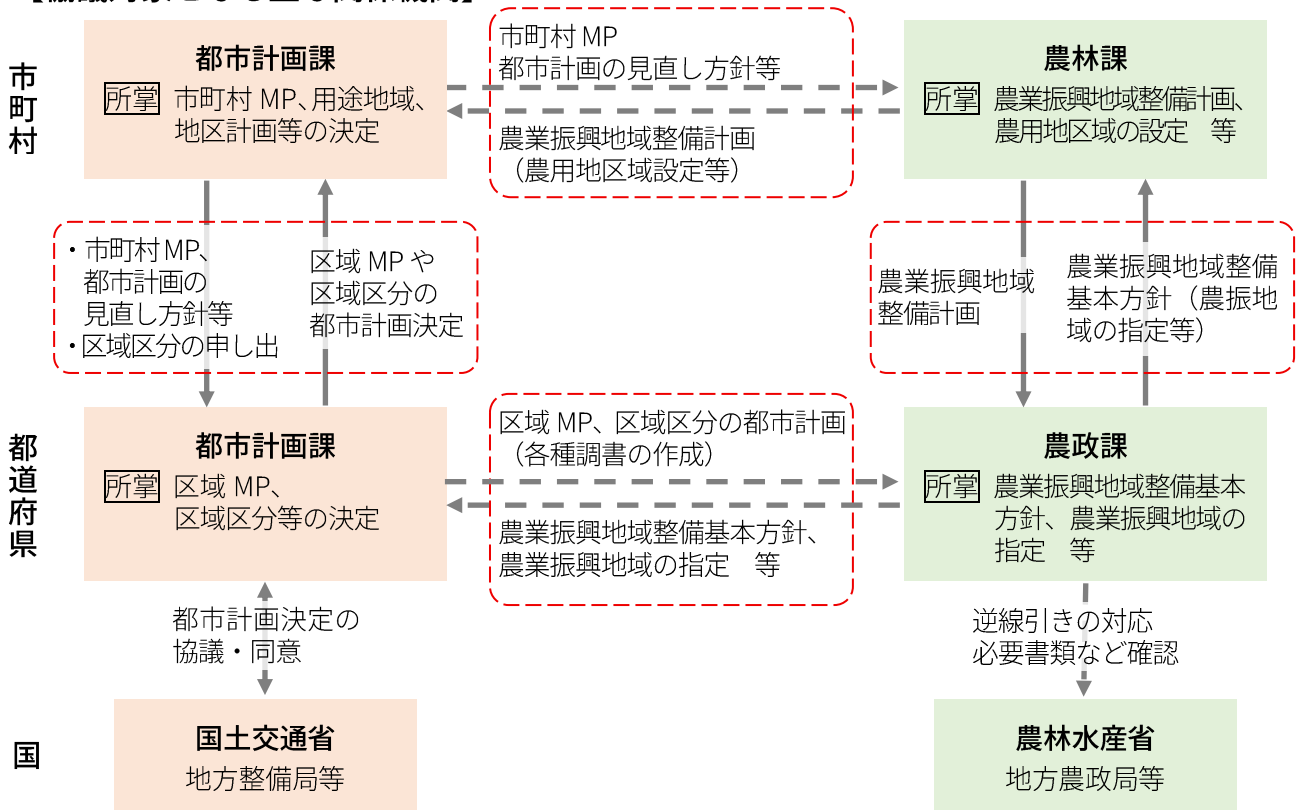 【協議対象となる主な関係機関】
市町村
都市計画課
所掌 市町村 MP、用途地域、
地区計画等の決定
市町村 MP
都市計画の見直し方針等
農業振興地域整備計画
（農用地区域設定等）
農林課
所掌 農業振興地域整備計画、
農用地区域の設定　等
・市町村 MP、
都市計画の
見直し方針等
・区域区分の申し出
区域 MP や
区域区分の
都市計画決定
農業振興地域
整備計画
農業振興地域整備
基本方針（農振地
域の指定等）
都道府県
都市計画課
所掌 区域 MP、
区域区分等の決定
区域 MP、区域区分の都市計画
（各種調書の作成）
農業振興地域整備基本方針、
農業振興地域の指定　等
農政課
所掌 農業振興地域整備基本
方針、農業振興地域の
指定　等
都市計画決定の
協議・同意
逆線引きの対応
必要書類など確認
国
国土交通省
地方整備局等
農林水産省
地方農政局等